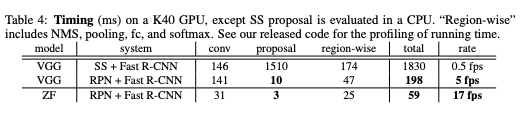 Table 4: Timing (ms) on a K40 GPU, except SS proposal is evaluated in a CPU. “Region-wise”
includes NMS, pooling, fc, and softmax. See our released code for the profiling of running time.
model system conv proposal region-wise total rate
VGG SS + Fast R-CNN 146 1510 174 1830 0.5 fps
VGG RPN + Fast R-CNN 141 10 47 198 5 fps
ZF RPN + Fast R-CNN 31 3 25 59 17 fps